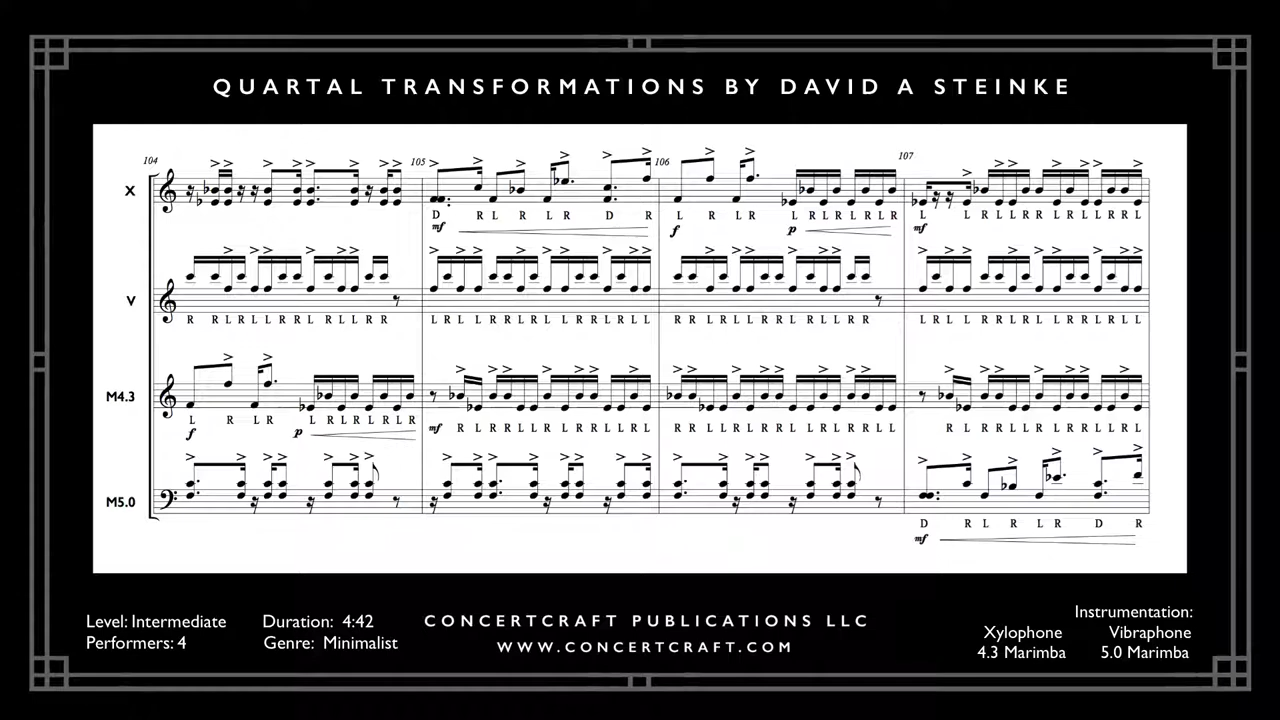 QUARTAL TRANSFORMATIONS BY DAVID A STEINKE
104 105 106 107
X
D R L R L R D R L R L R L R L R L R L R L L R L L R R L R L R L
mf f p mf
V
R R L R L L R R L R L L R R L R L L R L L R R L R L L R R L R L L R R L R L L R R L R L L R R L R L L R L L R R L R L L R R L R L L
M4.3
L R L R L R L R L R L R R L R L L R R L R L L R R L R L R R L L R L L R R L R L L R R L R L R L L R R L R L L R R L R L
f p mf
M5.0
D R L R L R D R
mf
Level: Intermediate Duration: 4:42
Performers: 4 Genre: Minimalist
CONCERTCRAFT PUBLICATIONS LLC
WWW.CONCERTCRAFT.COM
Instrumentation:
Xylophone Vibraphone
4.3 Marimba 5.0 Marimba